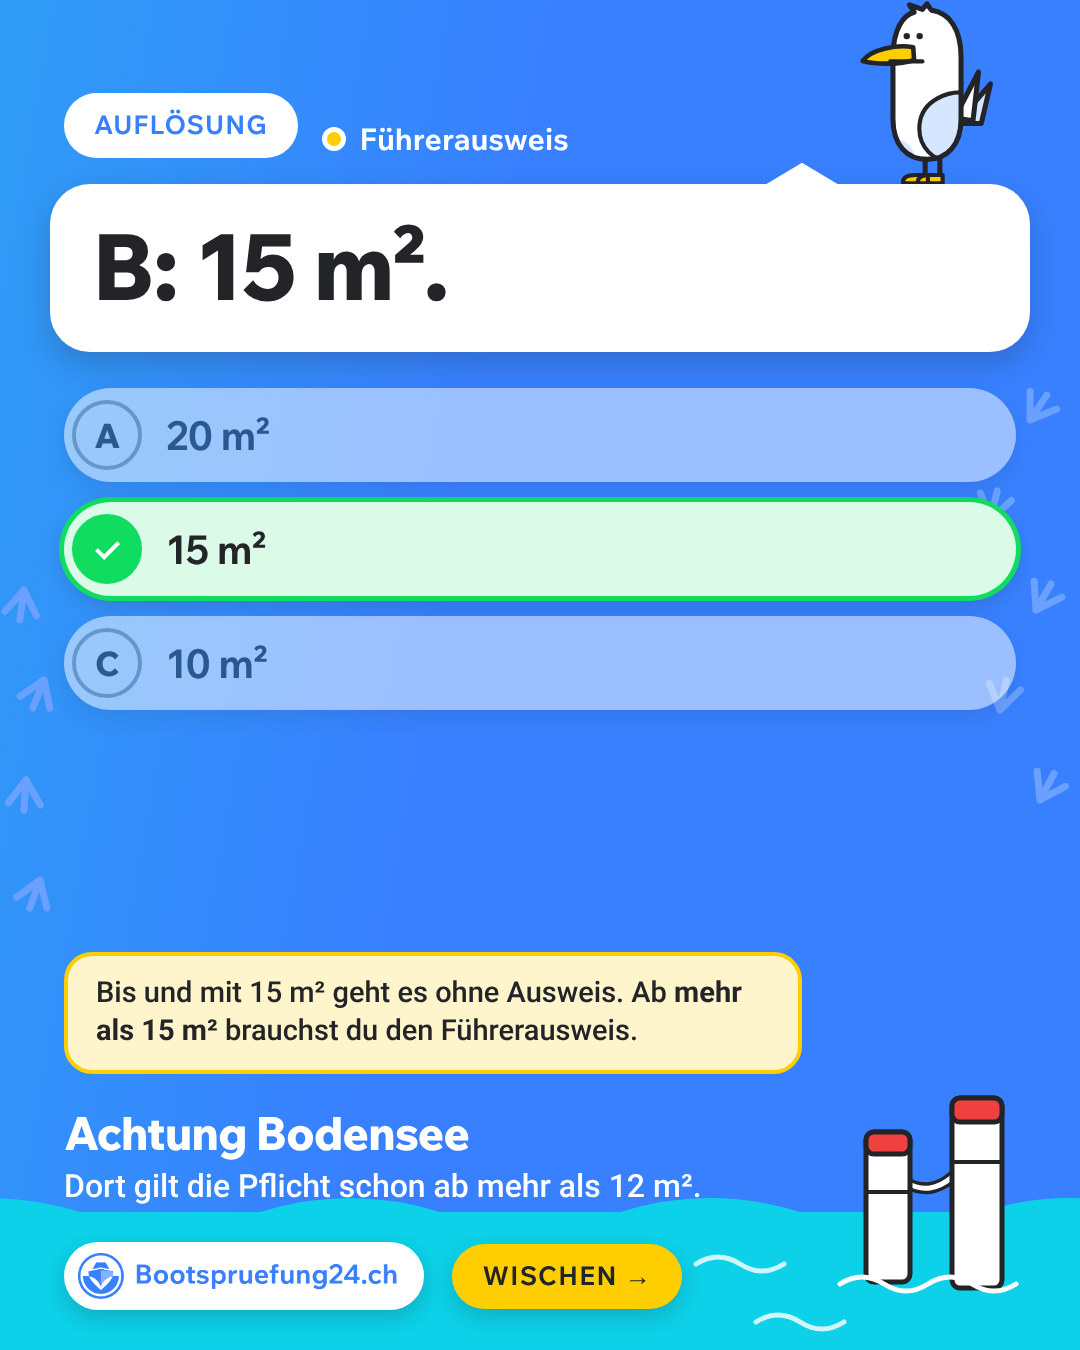 AUFLÖSUNG
Führerausweis
B: 15 m².
A 20 m²
15 m²
C 10 m²
Bis und mit 15 m² geht es ohne Ausweis. Ab mehr
als 15 m² brauchst du den Führerausweis.
Achtung Bodensee
Dort gilt die Pflicht schon ab mehr als 12 m².
Bootspruefung24.ch
WISCHEN →